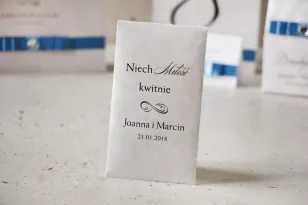 Niech Miłość
kwitnie
Joanna i Marcin
21.01.2018